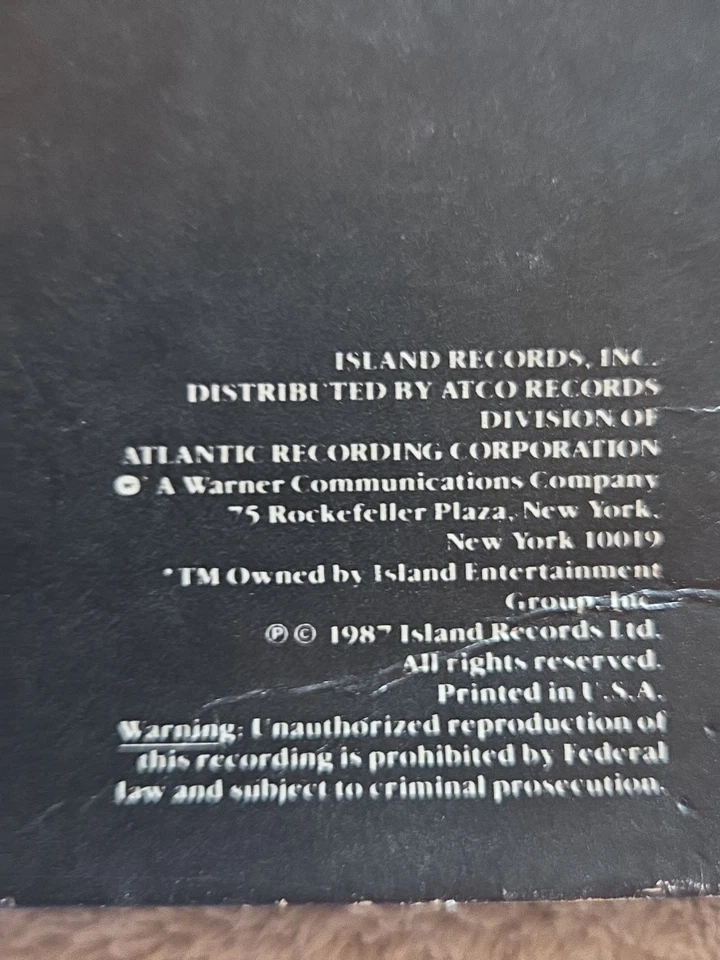 ISLAND RECORDS, INC.
DISTRIBUTED BY ATCO RECORDS
DIVISION OF
ATLANTIC RECORDING CORPORATION
A Warner Communications Company
75 Rockefeller Plaza, New York,
New York 10019
*TM Owned by Island Entertainment
Group, Inc.
Ⓟ © 1987 Island Records Ltd.
All rights reserved.
Printed in U.S.A.
Warning: Unauthorized reproduction of
this recording is prohibited by Federal
law and subject to criminal prosecution.